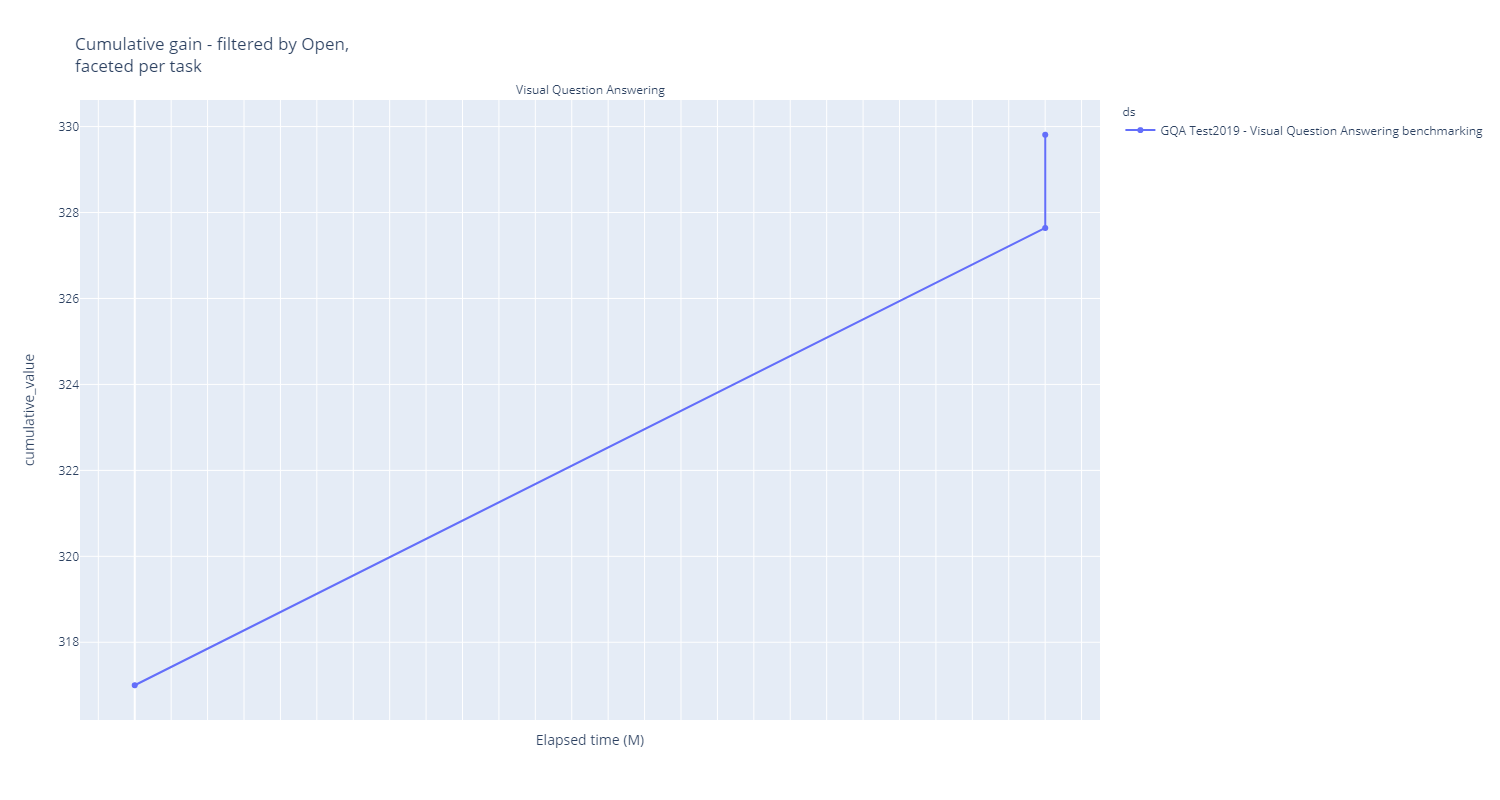 Cumulative gain - filtered by Open,
faceted per task
Visual Question Answering
ds
GQA Test2019 - Visual Question Answering benchmarking
330
328
326
324
322
320
318
cumulative_value
Elapsed time (M)